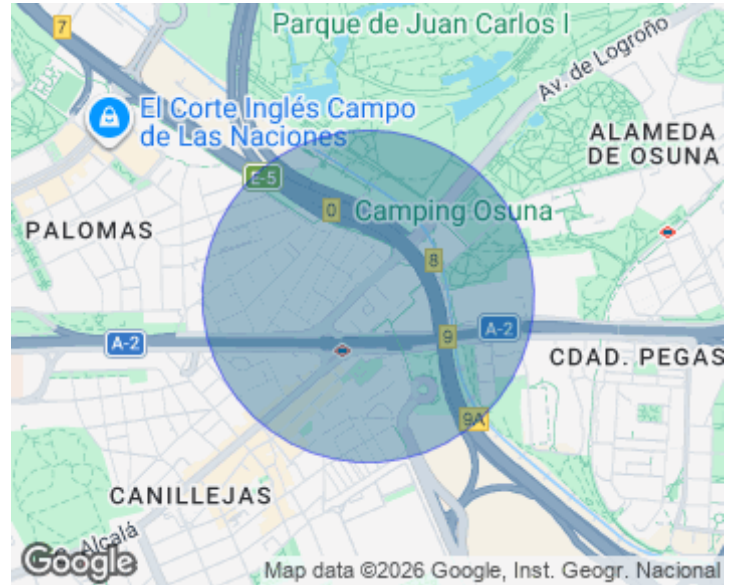 7
Parque de Juan Carlos I
Av. de Logroño
El Corte Inglés Campo
de Las Naciones
ALAMEDA
DE OSUNA
E-5
0
Camping Osuna
PALOMAS
8
A-2
9
A-2
CDAD. PEGAS
9A
CANILLEJAS
Alcalá
Google
Map data ©2026 Google, Inst. Geogr. Nacional